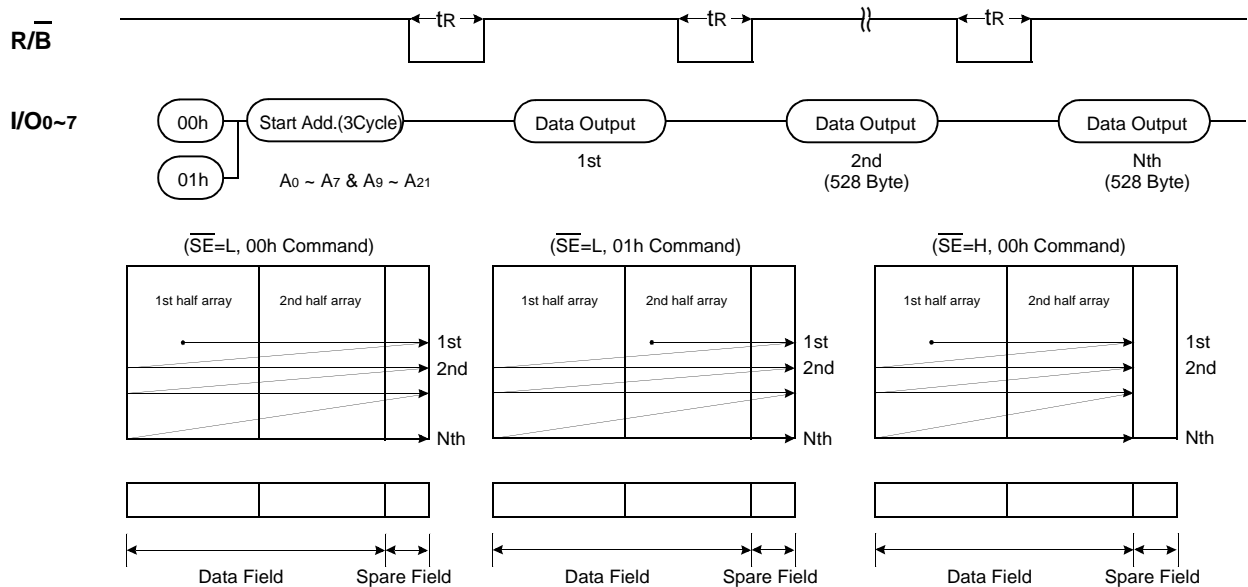 R/B tR tR tR
I/O0~7 00h Start Add.(3Cycle) Data Output Data Output Data Output
01h
A0 ~ A7 & A9 ~ A21
1st 2nd Nth
(528 Byte) (528 Byte)
(SE=L, 00h Command) (SE=L, 01h Command) (SE=H, 00h Command)
1st half array 2nd half array 1st half array 2nd half array 1st half array 2nd half array
1st 1st 1st
2nd 2nd 2nd
Nth Nth Nth
Data Field Spare Field Data Field Spare Field Data Field Spare Field